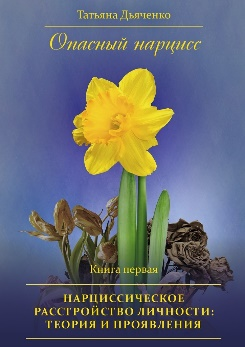 Татьяна Дьяченко
Опасный нарцисс
Книга первая
НАРЦИССИЧЕСКОЕ
РАССТРОЙСТВО ЛИЧНОСТИ:
ТЕОРИЯ И ПРОЯВЛЕНИЯ